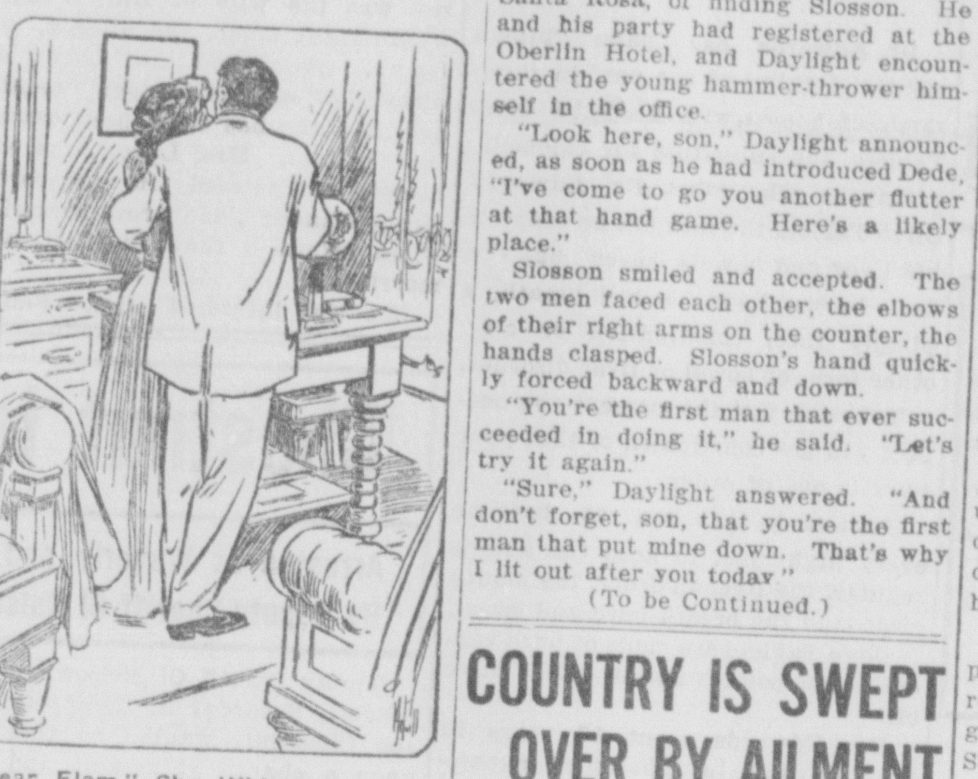 Santa Rosa, of finding Slosson. He
and his party had registered at the
Oberlin Hotel, and Daylight encoun-
tered the young hammer-thrower him-
self in the office.
"Look here, son," Daylight announc-
ed, as soon as he had introduced Dede,
"I've come to go you another flutter
at that hand game. Here's a likely
place."
Slosson smiled and accepted. The
two men faced each other, the elbows
of their right arms on the counter, the
hands clasped. Slosson's hand quick-
ly forced backward and down.
"You're the first man that ever suc-
ceeded in doing it," he said. "Let's
try it again."
"Sure," Daylight answered. "And
don't forget, son, that you're the first
man that put mine down. That's why
I lit out after you today."
(To be Continued.)
COUNTRY IS SWEPT
OVER BY AILMENT